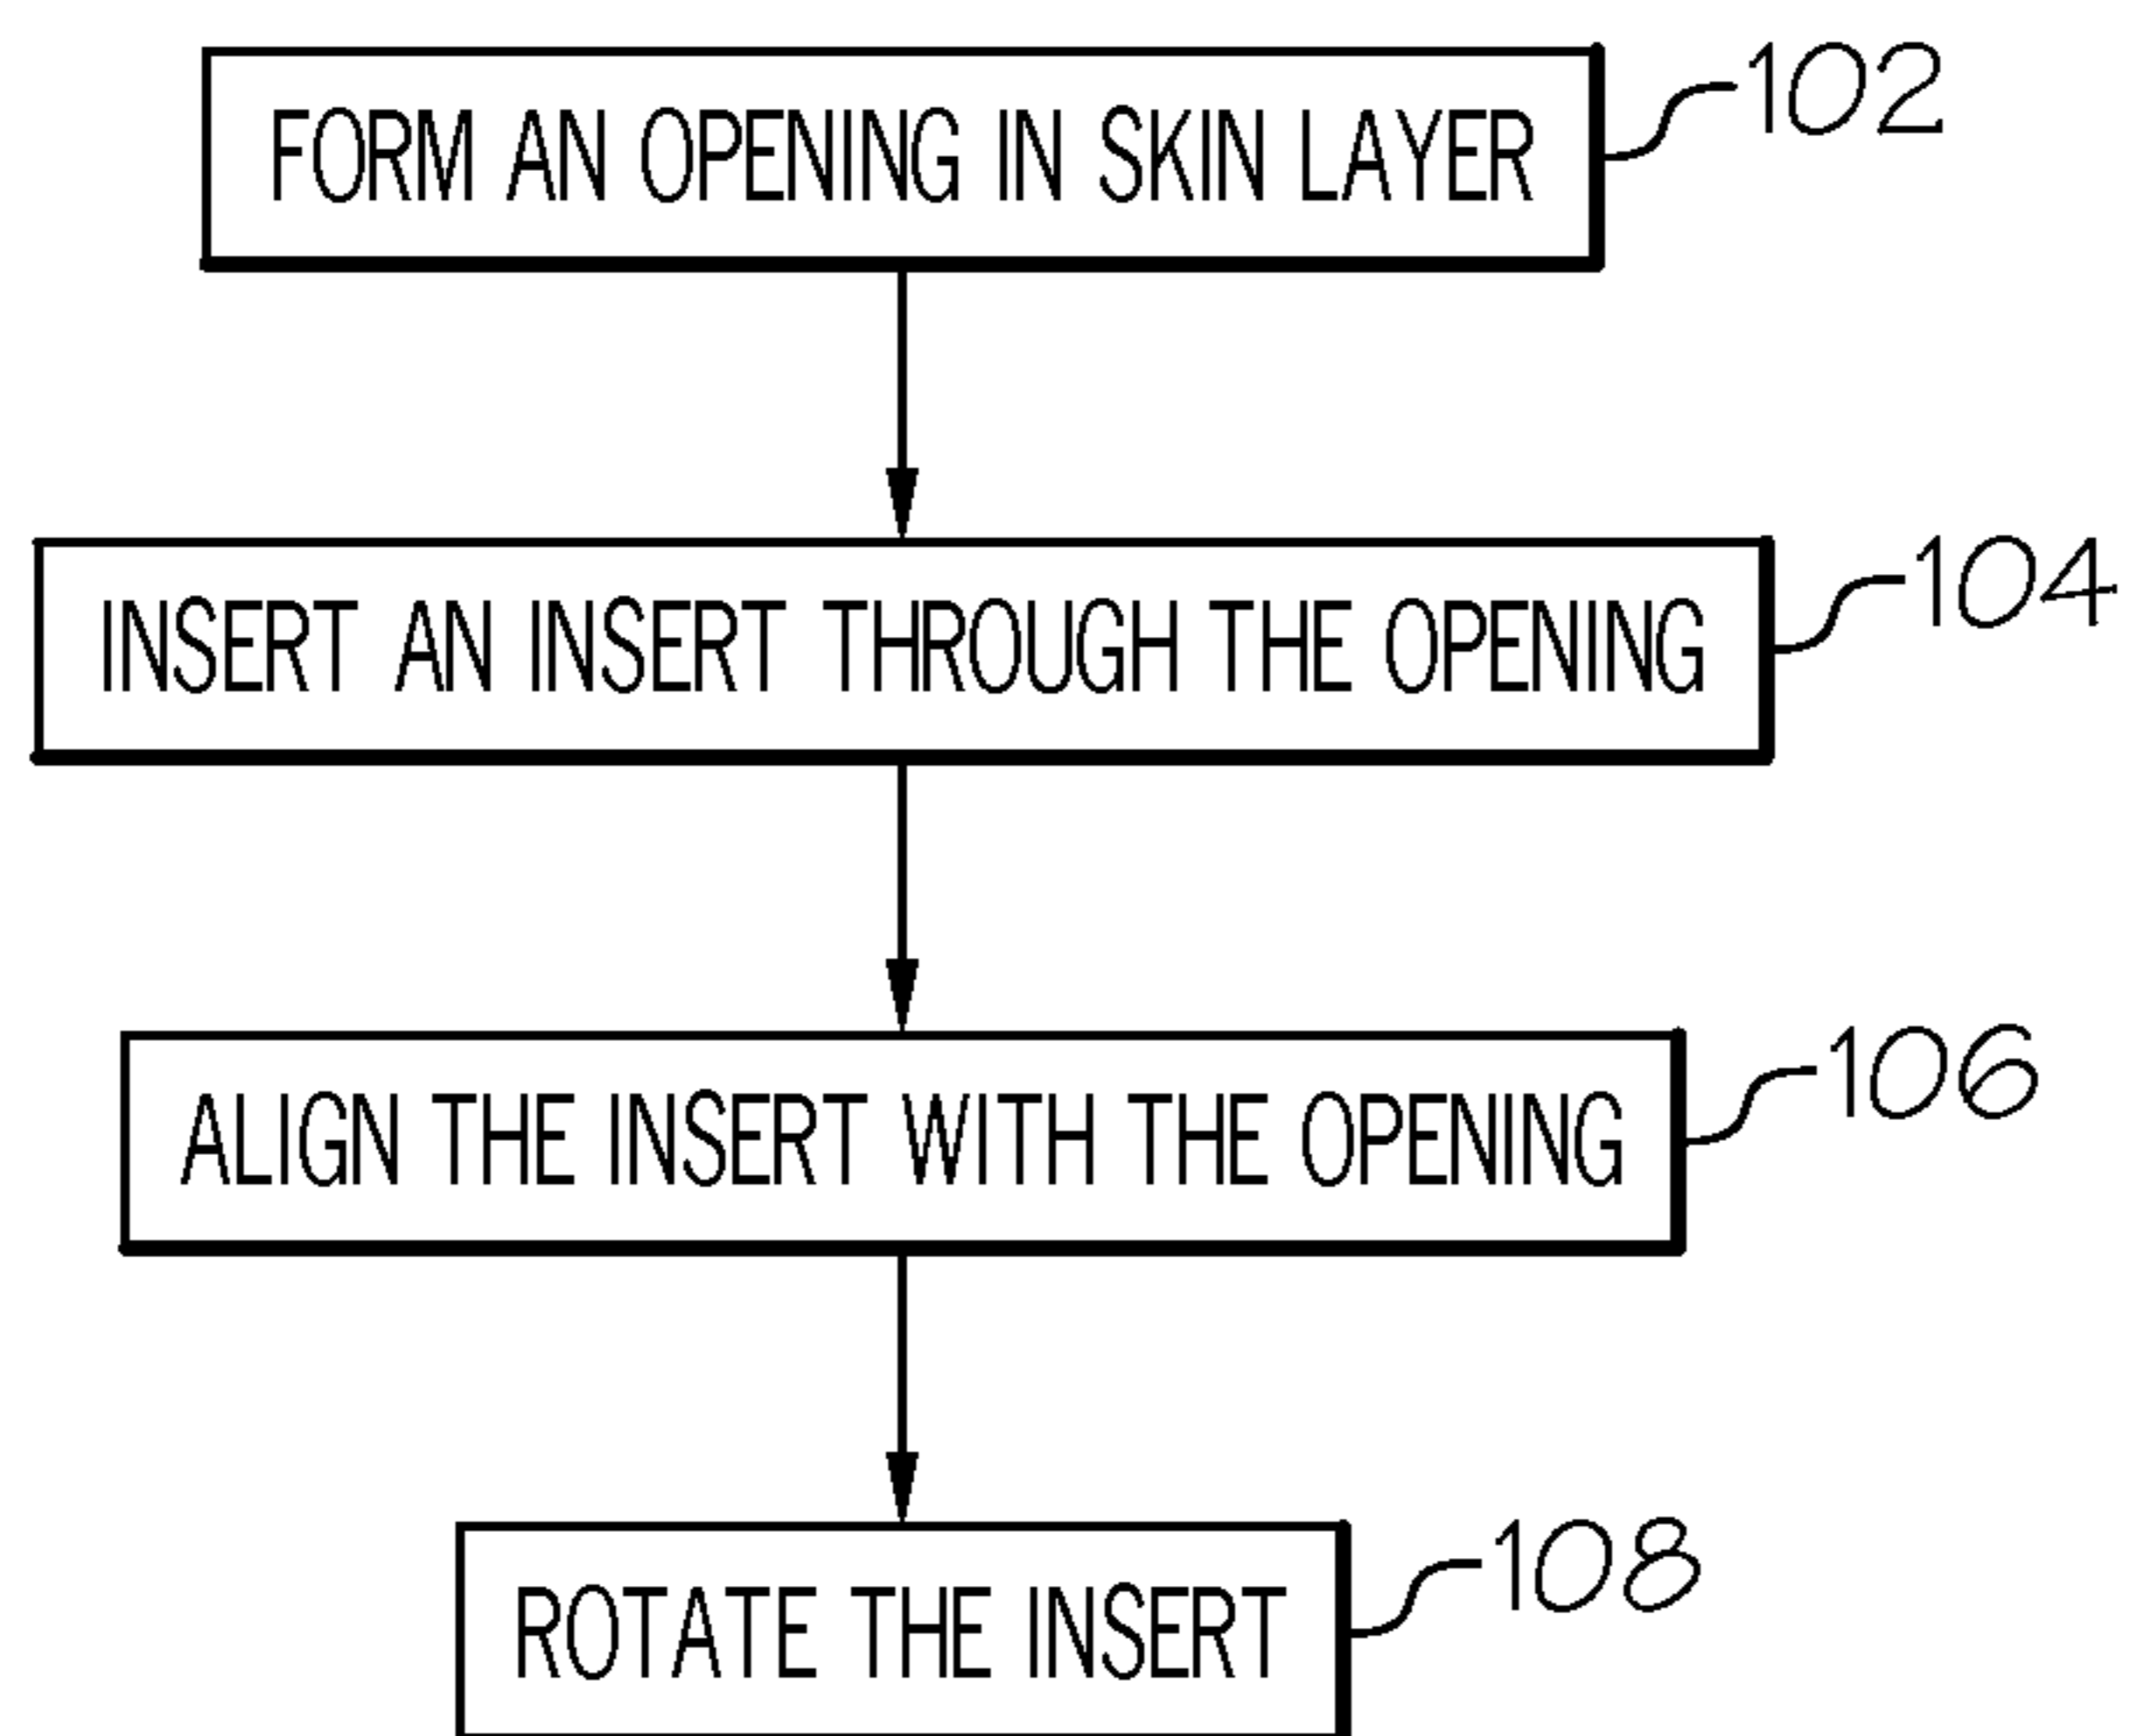 FORM AN OPENING IN SKIN LAYER
102
INSERT AN INSERT THROUGH THE OPENING
104
ALIGN THE INSERT WITH THE OPENING
106
ROTATE THE INSERT
108